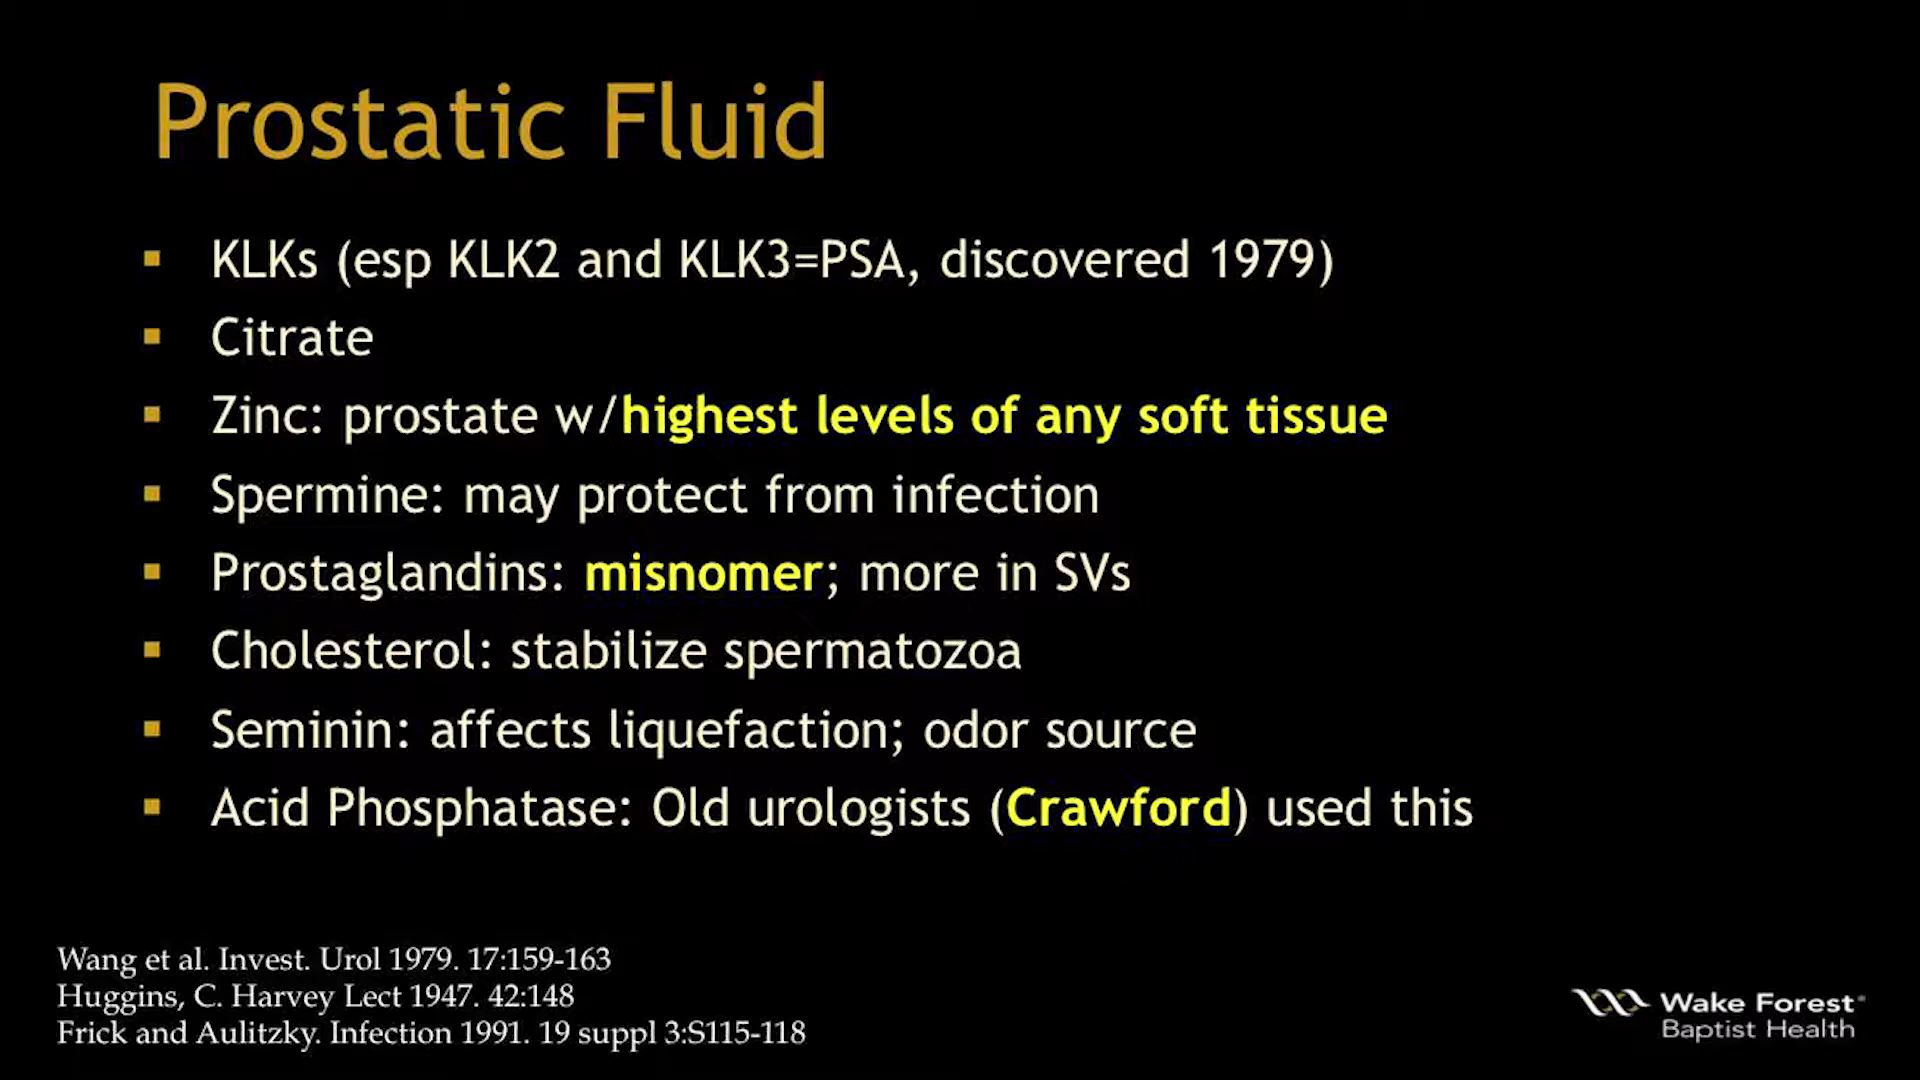 Prostatic Fluid
KLKs (esp KLK2 and KLK3=PSA, discovered 1979)
Citrate
Zinc: prostate w/highest levels of any soft tissue
Spermine: may protect from infection
Prostaglandins: misnomer; more in SVs
Cholesterol: stabilize spermatozoa
Seminin: affects liquefaction; odor source
Acid Phosphatase: Old urologists (Crawford) used this
Wang et al. Invest. Urol 1979. 17:159-163
Huggins, C. Harvey Lect 1947. 42:148
Frick and Aulitzky. Infection 1991. 19 suppl 3:S115-118
Wake Forest®
Baptist Health